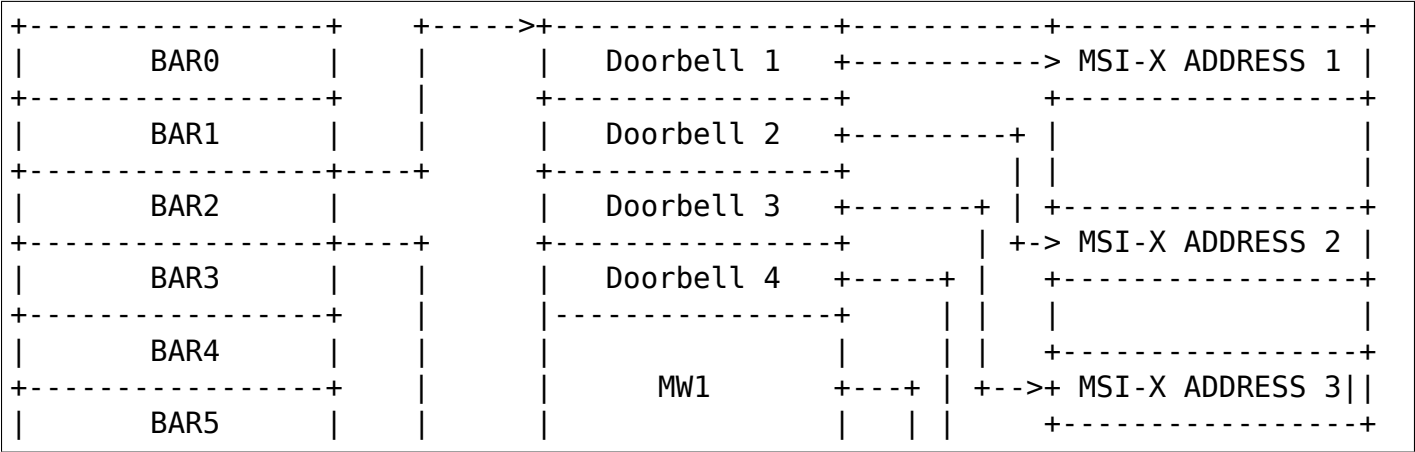 +-----------------+    +----->+----------------+-----------+-----------------+
|       BAR0      |    |      |   Doorbell 1   +-----------> MSI-X ADDRESS 1 |
+-----------------+    |      +----------------+           +-----------------+
|       BAR1      |    |      |   Doorbell 2   +---------+ |                 |
+-----------------+----+      +----------------+         | |                 |
|       BAR2      |           |   Doorbell 3   +-------+ | +-----------------+
+-----------------+----+      +----------------+       | +-> MSI-X ADDRESS 2 |
|       BAR3      |    |      |   Doorbell 4   +-----+ |   +-----------------+
+-----------------+    |      |----------------+     | |   |                 |
|       BAR4      |    |      |                |     | |   +-----------------+
+-----------------+    |      |      MW1       +---+ | +-->+ MSI-X ADDRESS 3||
|       BAR5      |    |      |                |   | |     +-----------------+